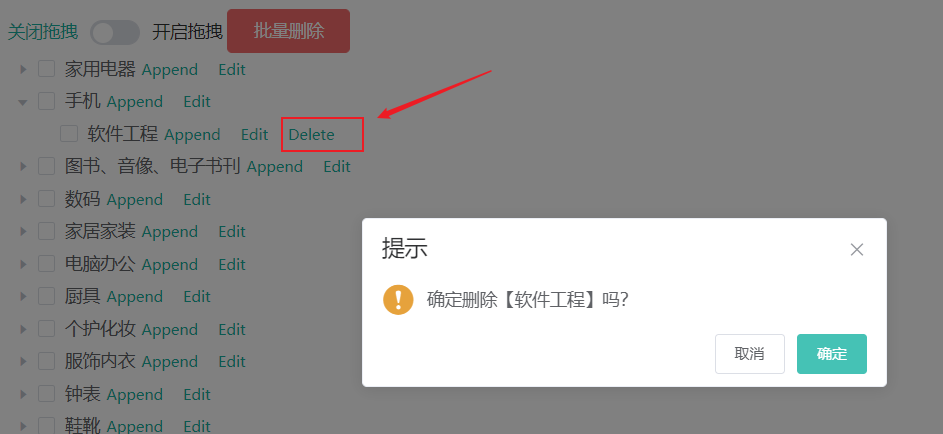 关闭拖拽 开启拖拽 批量删除
家用电器 Append Edit
手机 Append Edit
软件工程 Append Edit Delete
图书、音像、电子书刊 Append Edit
数码 Append Edit
家居家装 Append Edit
电脑办公 Append Edit
厨具 Append Edit
个护化妆 Append Edit
服饰内衣 Append Edit
钟表 Append Edit
鞋靴 Append Edit
提示
确定删除【软件工程】吗?
取消 确定